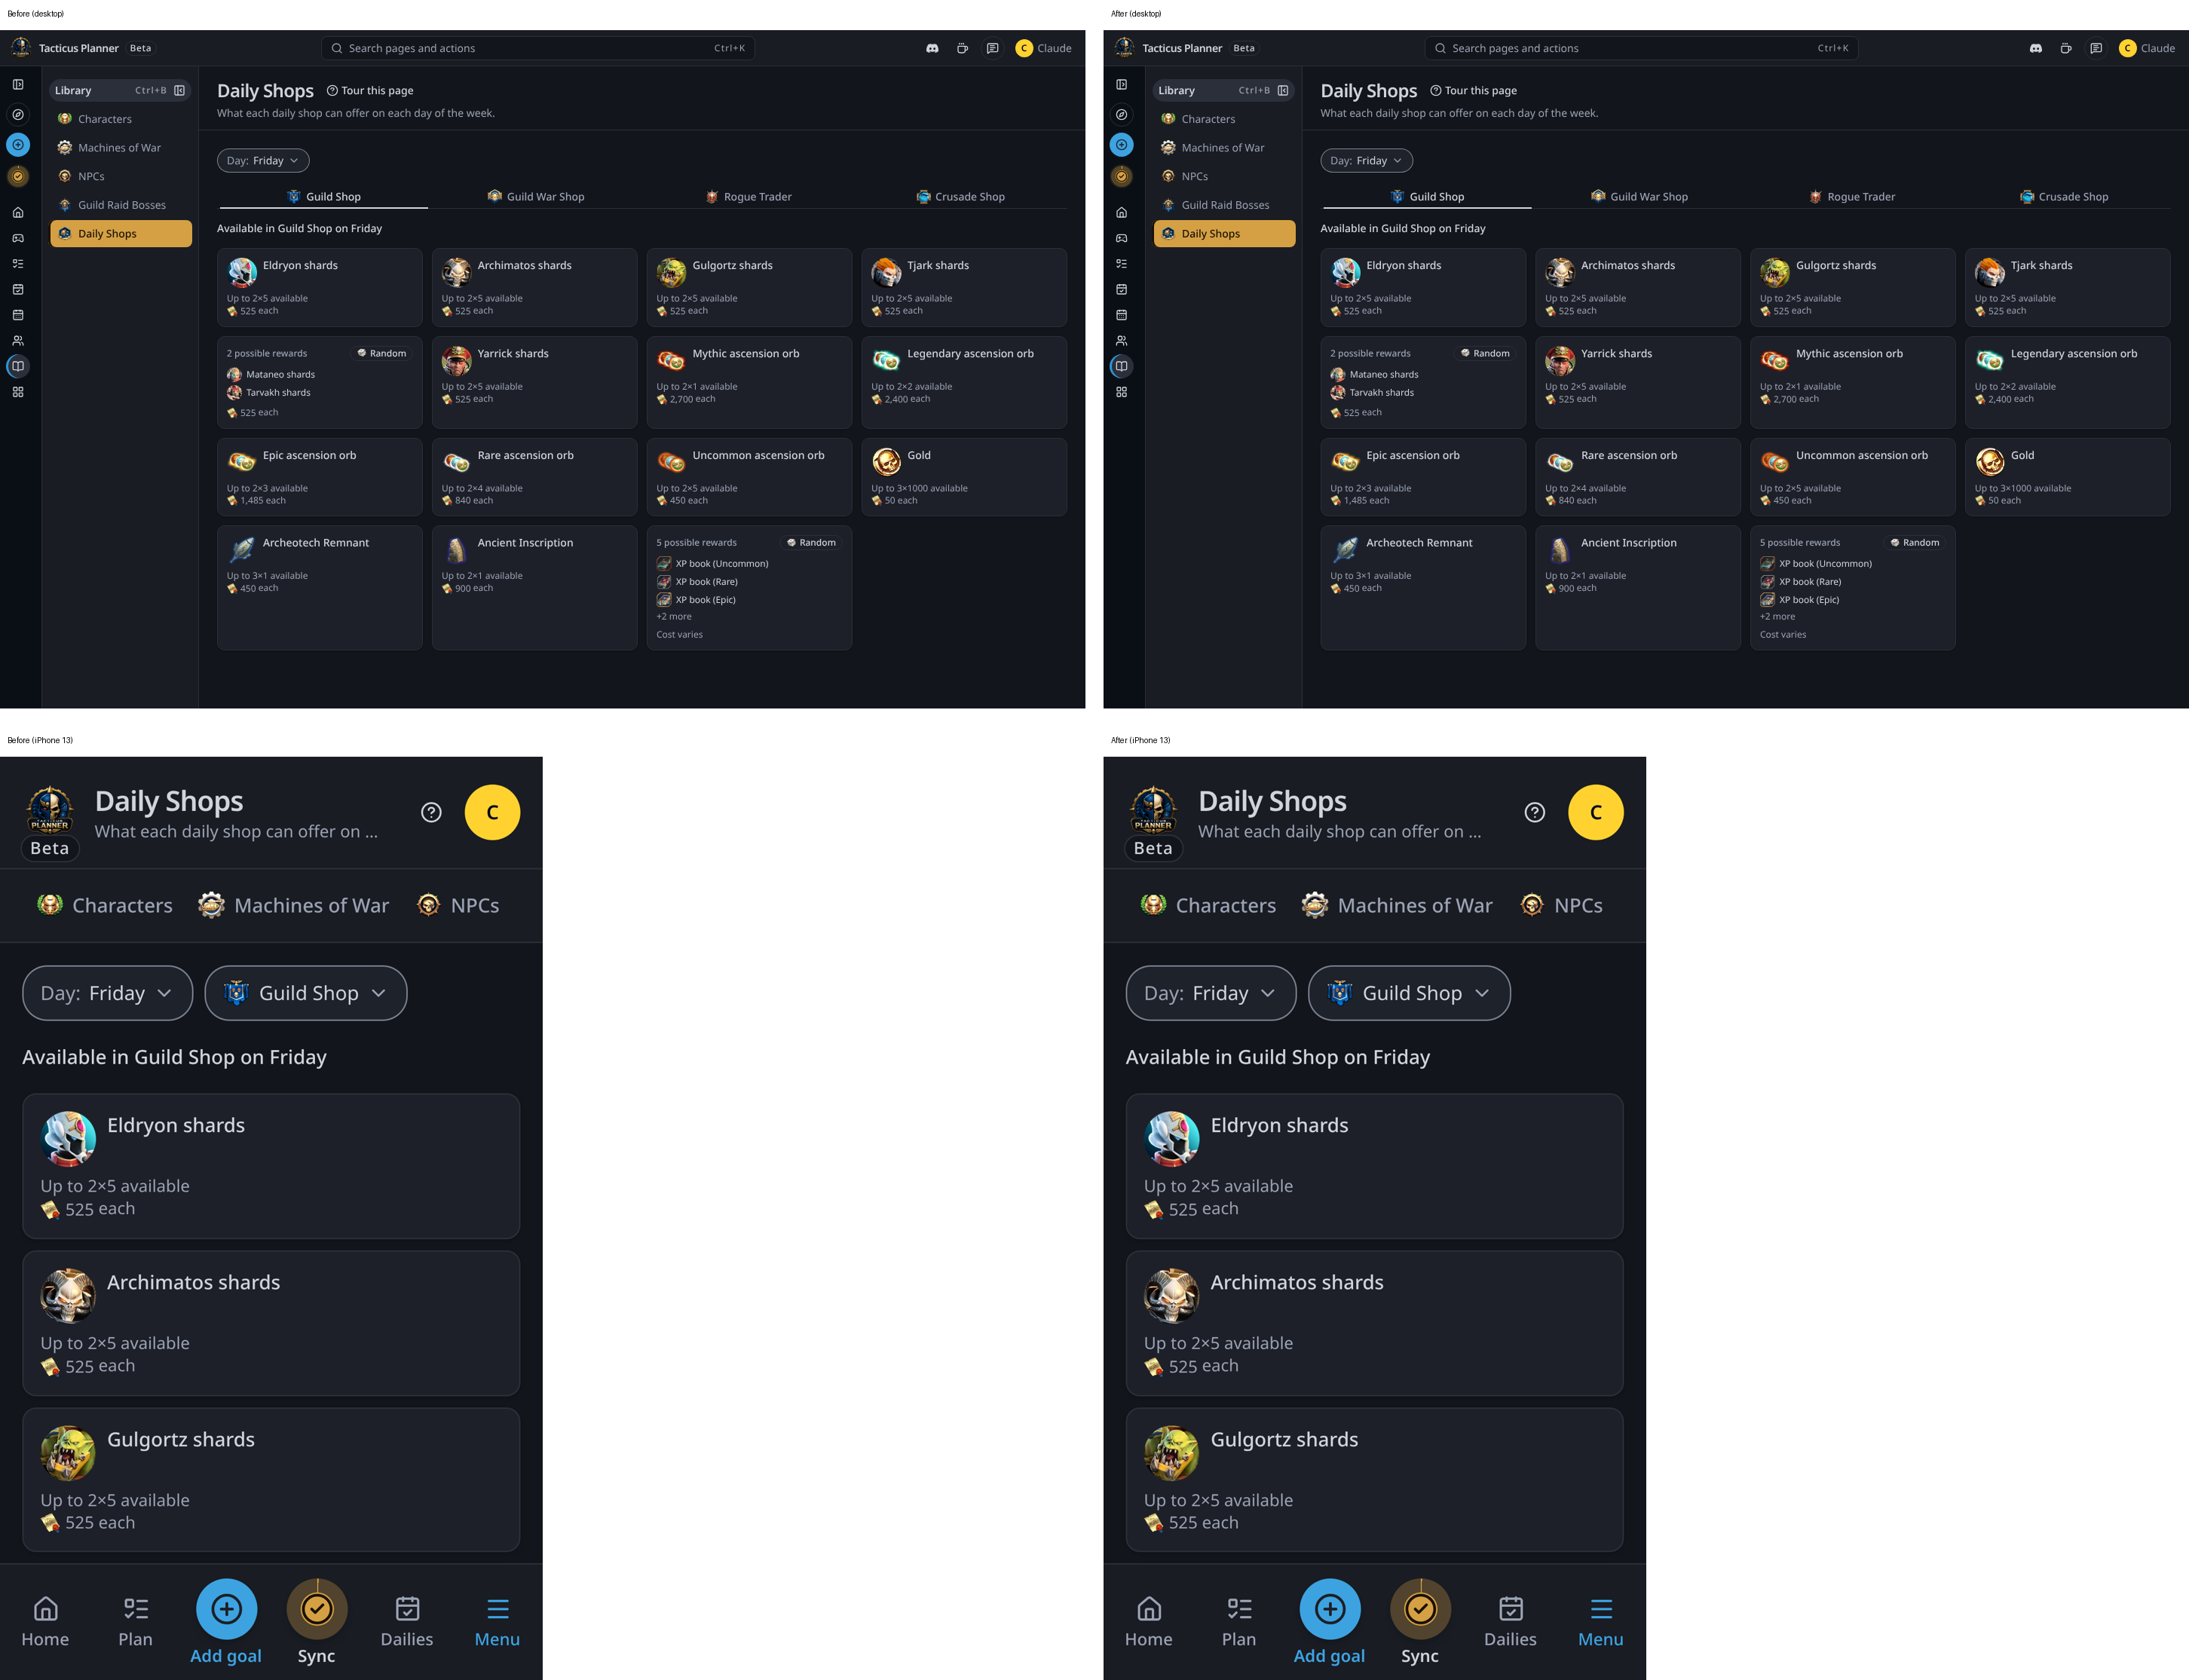 Before (desktop)
Tacticus Planner Beta
Search pages and actions Ctrl+K
C Claude
Library Ctrl+B
Characters
Machines of War
NPCs
Guild Raid Bosses
Daily Shops
Daily Shops Tour this page
What each daily shop can offer on each day of the week.
Day: Friday
Guild Shop Guild War Shop Rogue Trader Crusade Shop
Available in Guild Shop on Friday
Eldryon shards
Up to 2×5 available
525 each
Archimatos shards
Up to 2×5 available
525 each
Gulgortz shards
Up to 2×5 available
525 each
Tjark shards
Up to 2×5 available
525 each
2 possible rewards Random
Mataneo shards
Tarvakh shards
525 each
Yarrick shards
Up to 2×5 available
525 each
Mythic ascension orb
Up to 2×1 available
2,700 each
Legendary ascension orb
Up to 2×2 available
2,400 each
Epic ascension orb
Up to 2×3 available
1,485 each
Rare ascension orb
Up to 2×4 available
840 each
Uncommon ascension orb
Up to 2×5 available
450 each
Gold
Up to 3×1000 available
50 each
Archeotech Remnant
Up to 3×1 available
450 each
Ancient Inscription
Up to 2×1 available
900 each
5 possible rewards Random
XP book (Uncommon)
XP book (Rare)
XP book (Epic)
+2 more
Cost varies
After (desktop)
Tacticus Planner Beta
Search pages and actions Ctrl+K
C Claude
Library Ctrl+B
Characters
Machines of War
NPCs
Guild Raid Bosses
Daily Shops
Daily Shops Tour this page
What each daily shop can offer on each day of the week.
Day: Friday
Guild Shop Guild War Shop Rogue Trader Crusade Shop
Available in Guild Shop on Friday
Eldryon shards
Up to 2×5 available
525 each
Archimatos shards
Up to 2×5 available
525 each
Gulgortz shards
Up to 2×5 available
525 each
Tjark shards
Up to 2×5 available
525 each
2 possible rewards Random
Mataneo shards
Tarvakh shards
525 each
Yarrick shards
Up to 2×5 available
525 each
Mythic ascension orb
Up to 2×1 available
2,700 each
Legendary ascension orb
Up to 2×2 available
2,400 each
Epic ascension orb
Up to 2×3 available
1,485 each
Rare ascension orb
Up to 2×4 available
840 each
Uncommon ascension orb
Up to 2×5 available
450 each
Gold
Up to 3×1000 available
50 each
Archeotech Remnant
Up to 3×1 available
450 each
Ancient Inscription
Up to 2×1 available
900 each
5 possible rewards Random
XP book (Uncommon)
XP book (Rare)
XP book (Epic)
+2 more
Cost varies
Before (iPhone 13)
PLANNER
Beta
Daily Shops
What each daily shop can offer on ...
C
Characters Machines of War NPCs
Day: Friday Guild Shop
Available in Guild Shop on Friday
Eldryon shards
Up to 2×5 available
525 each
Archimatos shards
Up to 2×5 available
525 each
Gulgortz shards
Up to 2×5 available
525 each
Home Plan Add goal Sync Dailies Menu
After (iPhone 13)
PLANNER
Beta
Daily Shops
What each daily shop can offer on ...
C
Characters Machines of War NPCs
Day: Friday Guild Shop
Available in Guild Shop on Friday
Eldryon shards
Up to 2×5 available
525 each
Archimatos shards
Up to 2×5 available
525 each
Gulgortz shards
Up to 2×5 available
525 each
Home Plan Add goal Sync Dailies Menu